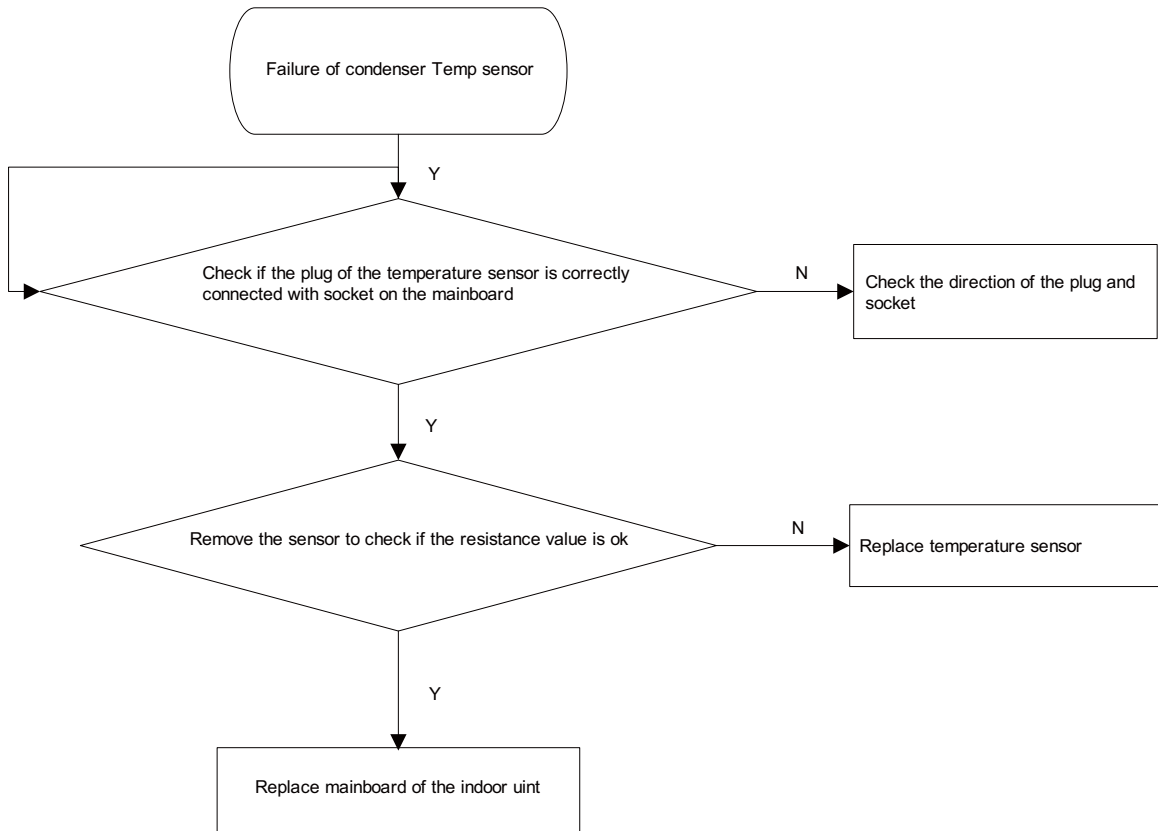 Failure of condenser Temp sensor
Y
Check if the plug of the temperature sensor is correctly
connected with socket on the mainboard
N
Check the direction of the plug and
socket
Y
Remove the sensor to check if the resistance value is ok
N
Replace temperature sensor
Y
Replace mainboard of the indoor uint